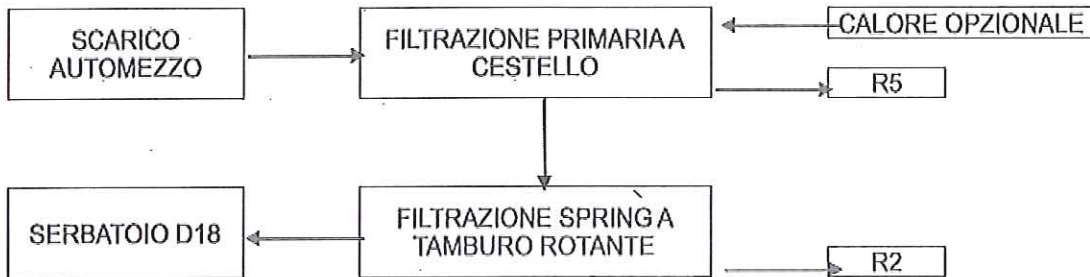 SCARICO
AUTOMEZZO
FILTRAZIONE PRIMARIA A
CESTELLO
CALORE OPZIONALE
R5
SERBATOIO D18
FILTRAZIONE SPRING A
TAMBURO ROTANTE
R2